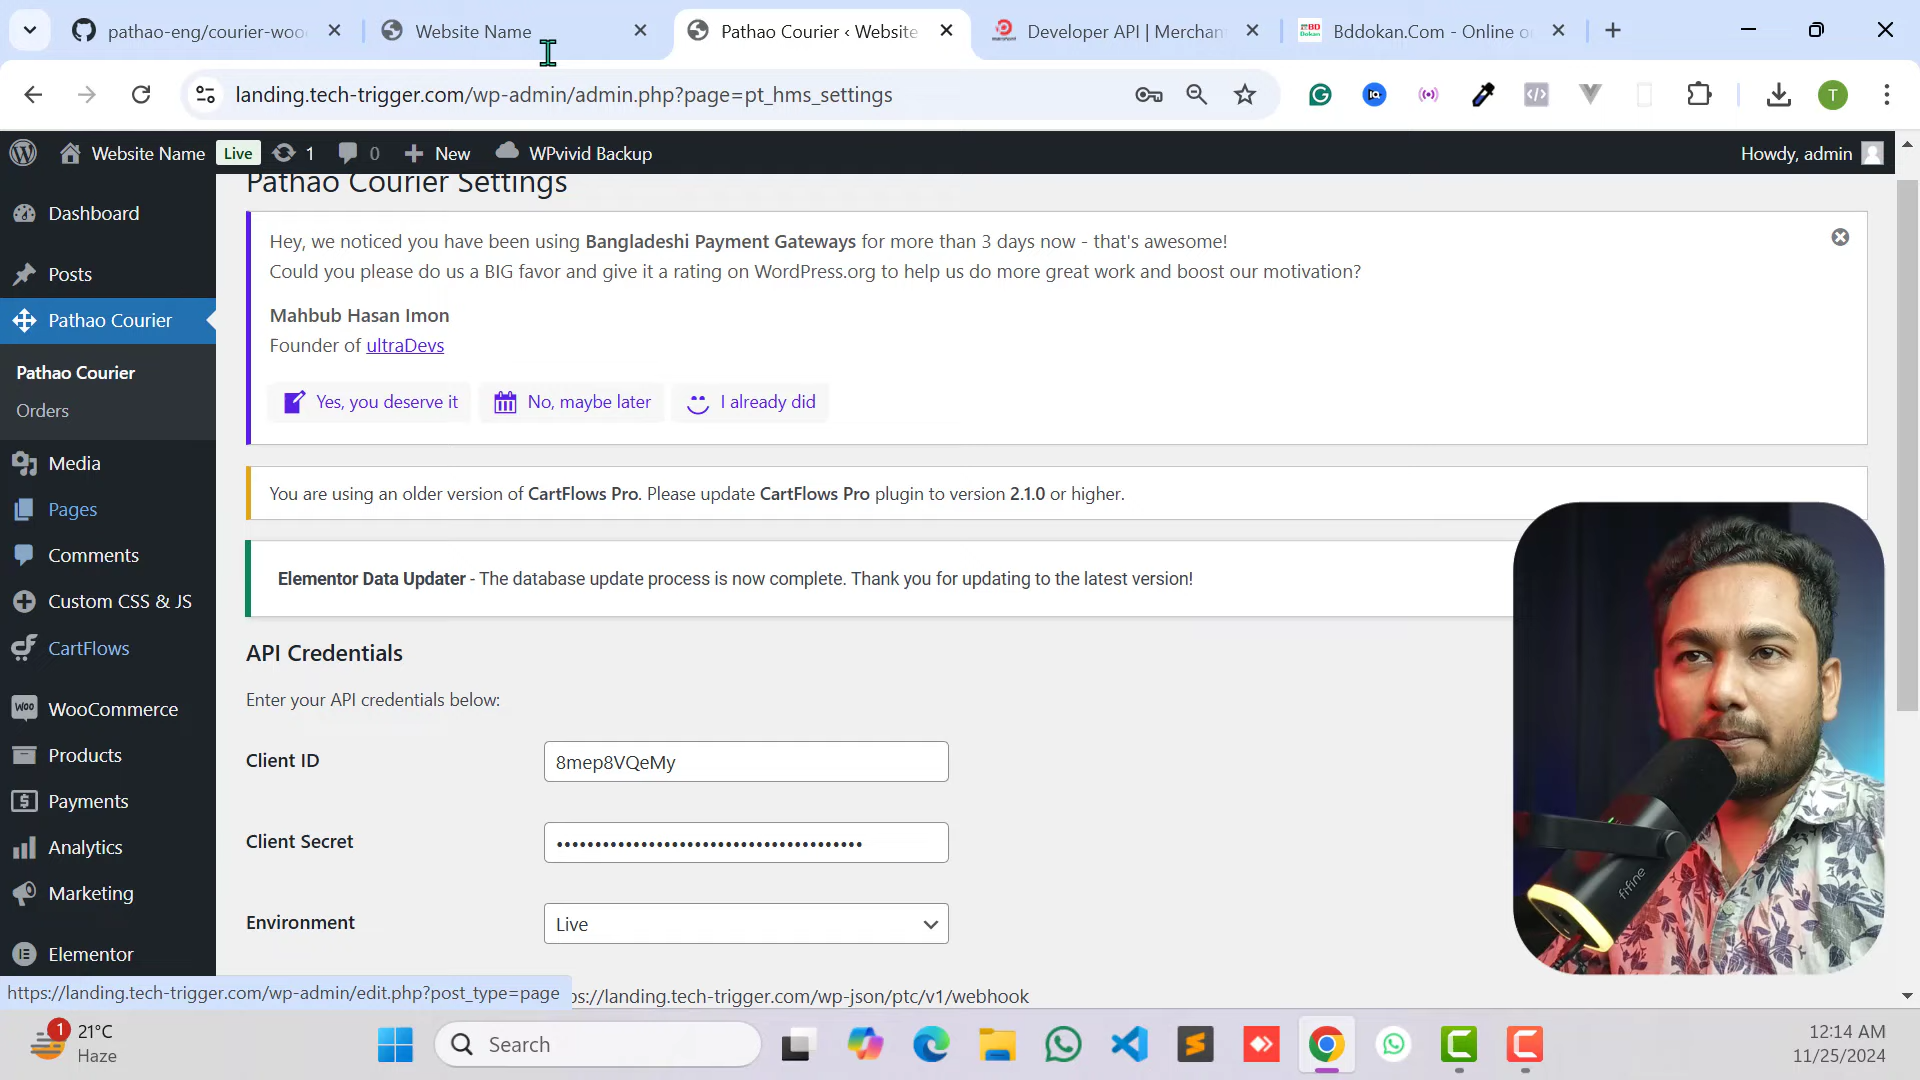 pathao-eng/courier-woo
Website Name
Pathao Courier ‹ Website
Developer API | Merchan
Bddokan.Com - Online o
landing.tech-trigger.com/wp-admin/admin.php?page=pt_hms_settings
T
Website Name
Live
1
0
New
WPvivid Backup
Howdy, admin
Dashboard
Posts
Pathao Courier
Pathao Courier
Orders
Media
Pages
Comments
Custom CSS & JS
CartFlows
WooCommerce
Products
Payments
Analytics
Marketing
Elementor
Pathao Courier Settings
Hey, we noticed you have been using Bangladeshi Payment Gateways for more than 3 days now - that's awesome!
Could you please do us a BIG favor and give it a rating on WordPress.org to help us do more great work and boost our motivation?
Mahbub Hasan Imon
Founder of ultraDevs
Yes, you deserve it
No, maybe later
I already did
You are using an older version of CartFlows Pro. Please update CartFlows Pro plugin to version 2.1.0 or higher.
Elementor Data Updater - The database update process is now complete. Thank you for updating to the latest version!
API Credentials
Enter your API credentials below:
Client ID
8mep8VQeMy
Client Secret
Environment
Live
https://landing.tech-trigger.com/wp-admin/edit.php?post_type=page
ps://landing.tech-trigger.com/wp-json/ptc/v1/webhook
fifine
1
21°C
Haze
Search
12:14 AM
11/25/2024